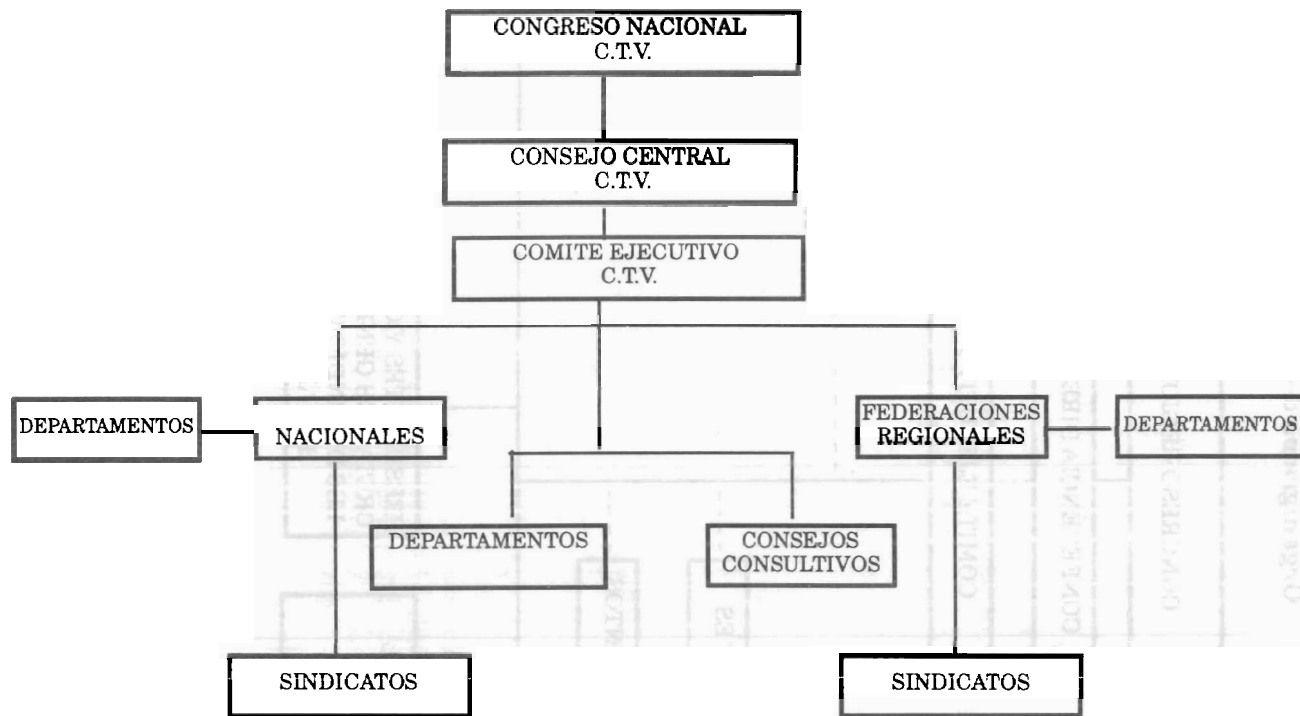 CONGRESO NACIONAL
C.T.V.
CONSEJO CENTRAL
C.T.V.
COMITE EJECUTIVO
C.T.V.
DEPARTAMENTOS
NACIONALES
FEDERACIONES
REGIONALES
DEPARTAMENTOS
DEPARTAMENTOS
CONSEJOS
CONSULTIVOS
SINDICATOS
SINDICATOS